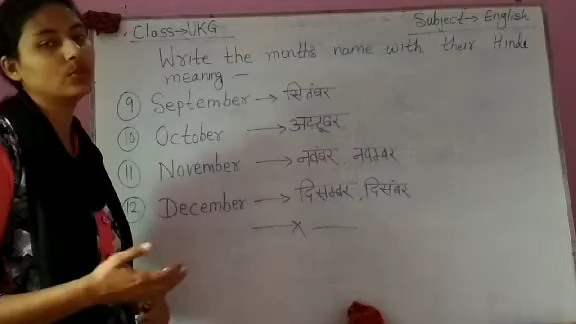 Class→UKG
Subject→English
Write the months name with their Hindi
meaning —
⑨ September → सितंबर
⑩ October → अक्टूबर
⑪ November → नवंबर, नवम्बर
⑫ December → दिसम्बर, दिसंबर
—x—